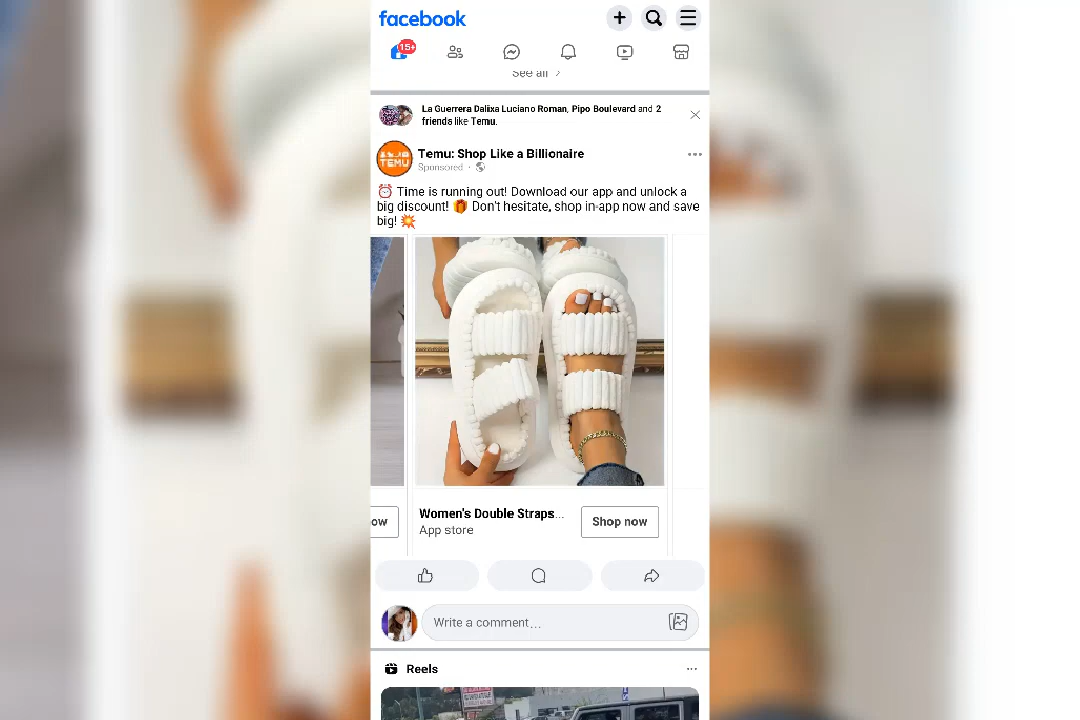 facebook
15+
See all
La Guerrera Daliixa Luciano Roman, Pipo Boulevard and 2
friends like Temu.
TEMU
Temu: Shop Like a Billionaire
Sponsored ·
⏰ Time is running out! Download our app and unlock a
big discount! 🎁 Don't hesitate, shop in-app now and save
big! 💥
ow
Women's Double Straps...
App store
Shop now
Write a comment...
Reels